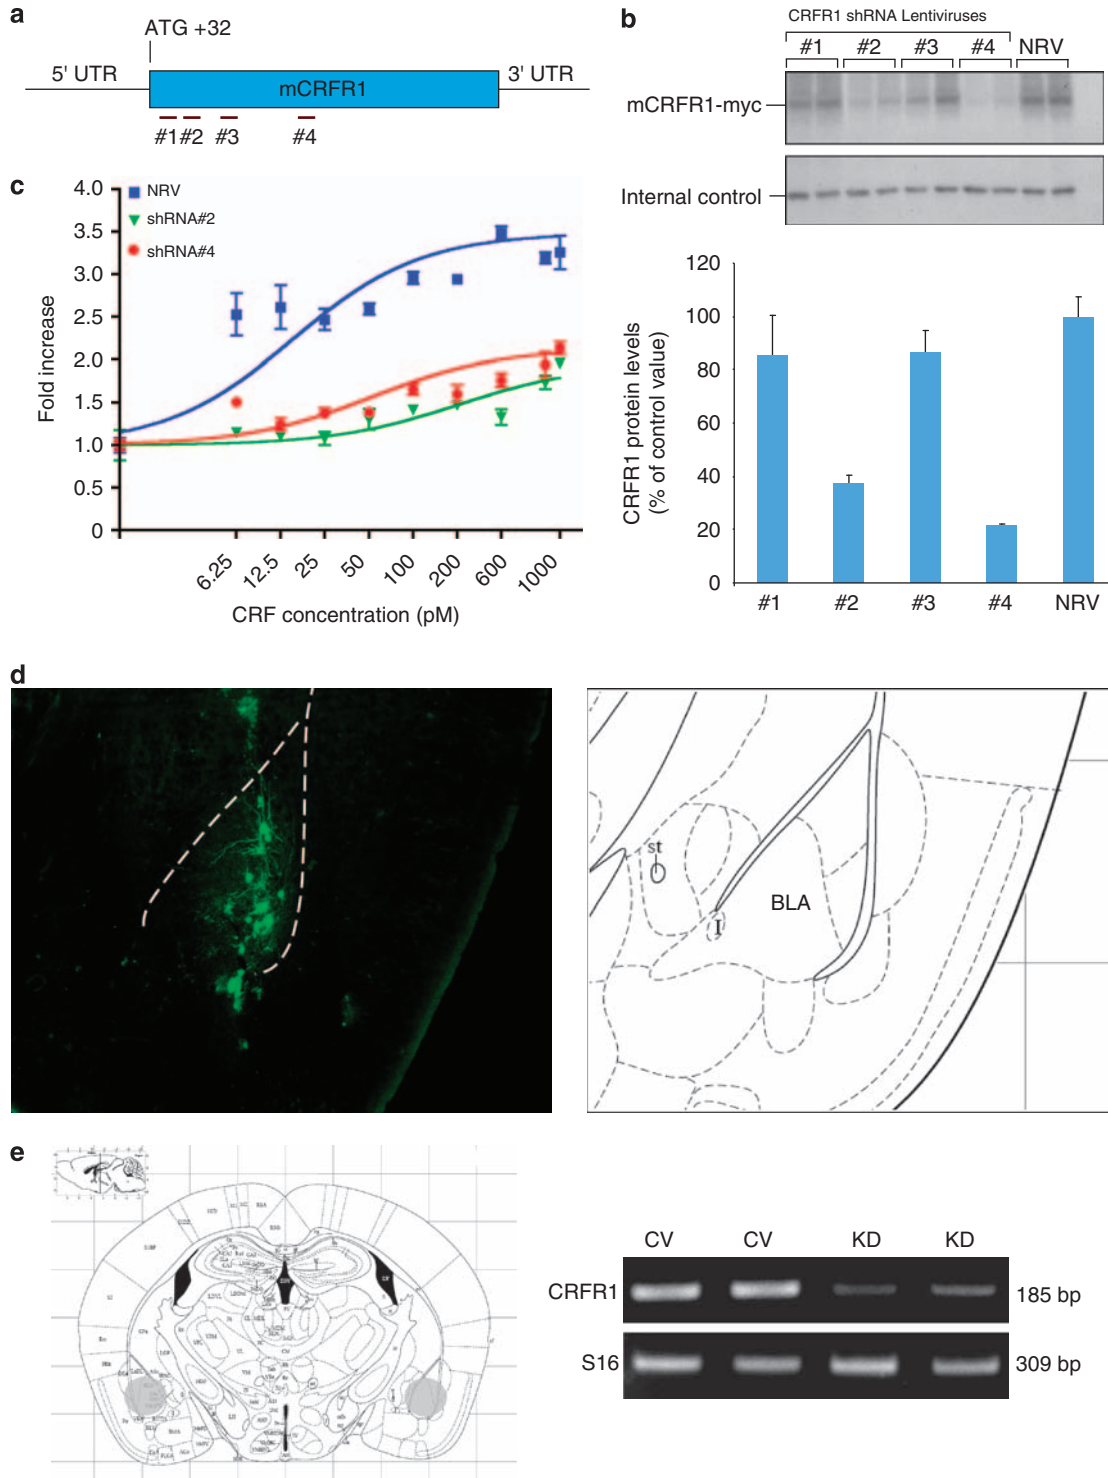 a
ATG +32
5' UTR
mCRFR1
3' UTR
#1 #2 #3 #4
b
CRFR1 shRNA Lentiviruses
#1 #2 #3 #4 NRV
mCRFR1-myc
Internal control
c
NRV
shRNA#2
shRNA#4
Fold increase
4.0
3.5
3.0
2.5
2.0
1.5
1.0
0.5
0
6.25 12.5 25 50 100 200 600 1000
CRF concentration (pM)
CRFR1 protein levels
(% of control value)
120
100
80
60
40
20
0
#1 #2 #3 #4 NRV
d
st
I
BLA
e
CV CV KD KD
CRFR1
185 bp
S16
309 bp